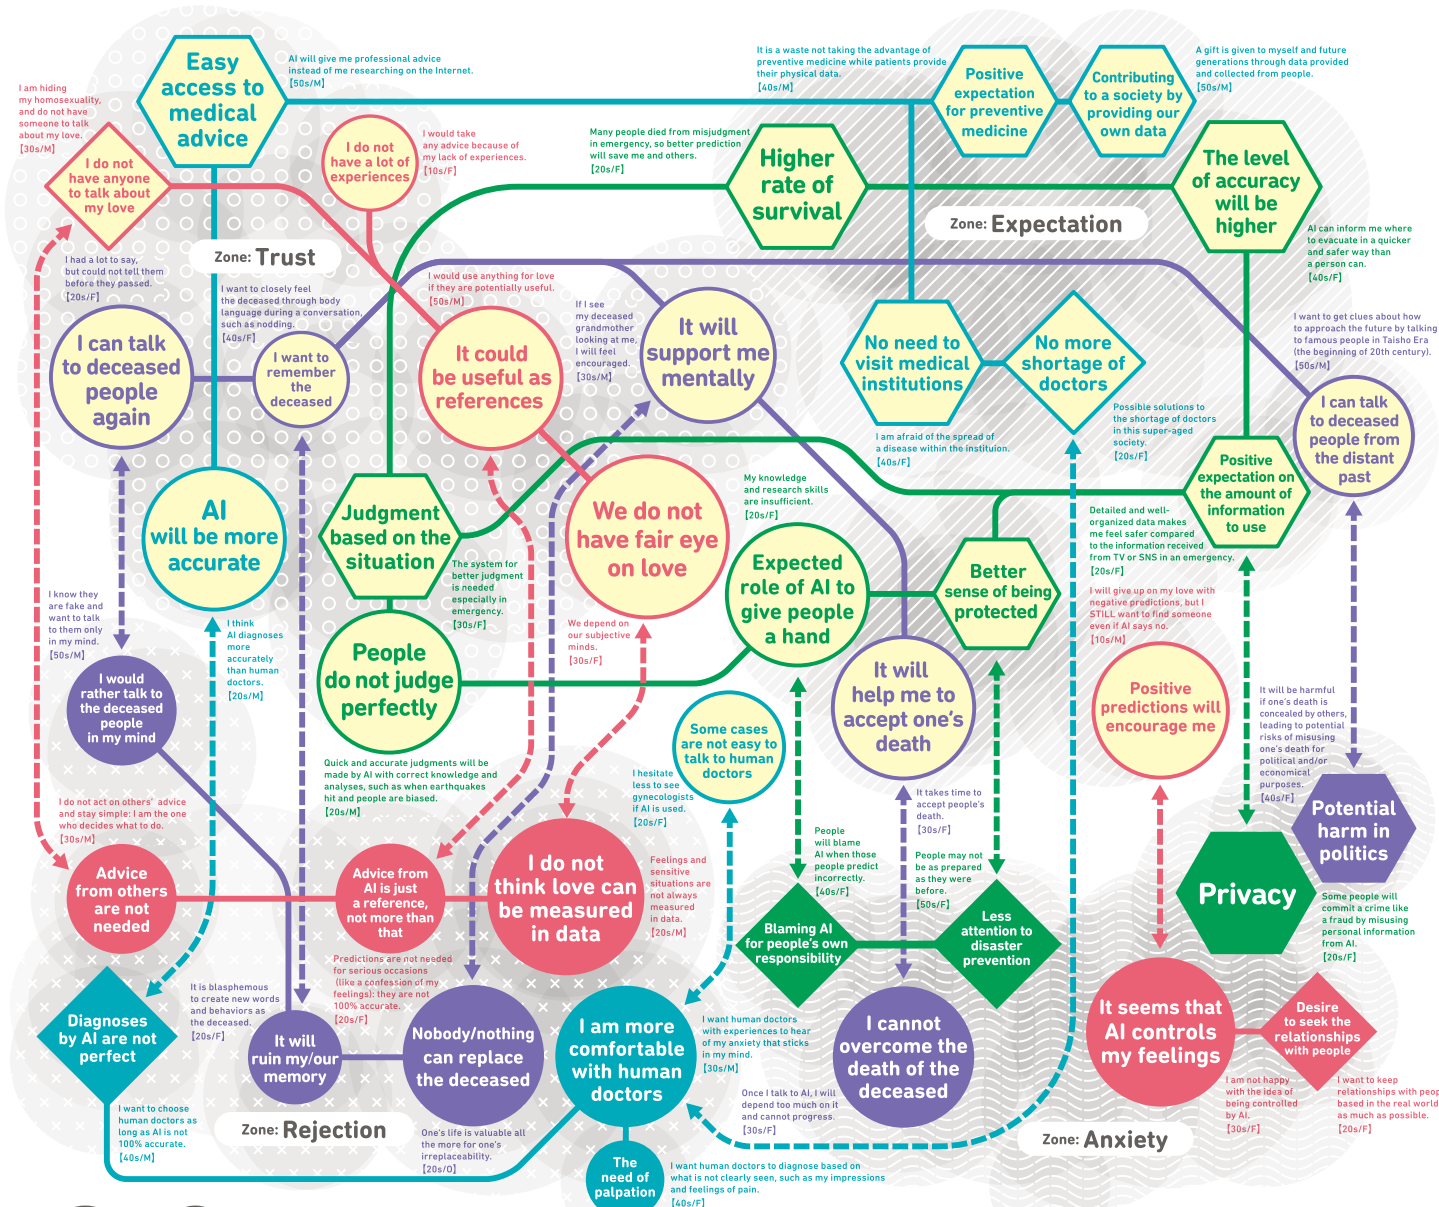 Easy
access to
medical
advice
AI will give me professional advice
instead of me researching on the Internet.
【50s/M】
It is a waste not taking the advantage of
preventive medicine while patients provide
their physical data.
【40s/M】
Positive
expectation
for preventive
medicine
Contributing
to a society by
providing our
own data
A gift is given to myself and future
generations through data provided
and collected from people.
【50s/M】
I am hiding
my homosexuality,
and do not have
someone to talk
about my love.
【30s/M】
I do not
have anyone
to talk about
my love
I do not
have a lot of
experiences
I would take
any advice because of
my lack of experiences.
【10s/F】
Many people died from misjudgment
in emergency, so better prediction
will save me and others.
【20s/F】
Higher
rate of
survival
The level
of accuracy
will be
higher
Zone: Expectation
AI can inform me where
to evacuate in a quicker
and safer way than
a person can.
【40s/F】
Zone: Trust
I had a lot to say,
but could not tell them
before they passed.
【20s/F】
I want to closely feel
the deceased through body
language during a conversation,
such as nodding.
【40s/F】
I would use anything for love
if they are potentially useful.
【50s/M】
If I see
my deceased
grandmother
looking at me,
I will feel
encouraged.
【30s/M】
I can talk
to deceased
people
again
I want to
remember
the
deceased
It could
be useful as
references
It will
support me
mentally
No need to
visit medical
institutions
No more
shortage of
doctors
I want to get clues about how
to approach the future by talking
to famous people in Taisho Era
(the beginning of 20th century).
【50s/M】
I can talk
to deceased
people from
the distant
past
I am afraid of the spread of
a disease within the instituion.
【40s/F】
Possible solutions to
the shortage of doctors
in this super-aged
society.
【20s/F】
AI
will be more
accurate
Judgment
based on the
situation
The system for
better judgment
is needed
especially in
emergency.
【30s/F】
We do not
have fair eye
on love
My knowledge
and research skills
are insufficient.
【20s/F】
Expected
role of AI to
give people
a hand
Better
sense of being
protected
Positive
expectation on
the amount of
information
to use
Detailed and well-
organized data makes
me feel safer compared
to the information received
from TV or SNS in an emergency.
【20s/F】
I know they
are fake and
want to talk
to them only
in my mind.
【50s/M】
I think
AI diagnoses
more
accurately
than human
doctors.
【20s/M】
People
do not judge
perfectly
We depend on
our subjective
minds.
【30s/F】
I will give up on my love with
negative predictions, but I
STILL want to find someone
even if AI says no.
【10s/M】
I would
rather talk to
the deceased
people
in my mind
Some cases
are not easy to
talk to human
doctors
It will
help me to
accept one's
death
Positive
predictions will
encourage me
It will be harmful
if one's death is
concealed by others,
leading to potential
risks of misusing
one's death for
political and/or
economical
purposes.
【40s/F】
Quick and accurate judgments will be
made by AI with correct knowledge and
analyses, such as when earthquakes
hit and people are biased.
【20s/M】
I hesitate
less to see
gynecologists
if AI is used.
【20s/F】
I do not act on others' advice
and stay simple: I am the one
who decides what to do.
【30s/M】
It takes time to
accept people's
death.
【30s/F】
People
will blame
AI when those
people predict
incorrectly.
【40s/F】
People may not
be as prepared
as they were
before.
【50s/F】
Potential
harm in
politics
Advice
from others
are not
needed
Advice from
AI is just
a reference,
not more than
that
I do not
think love can
be measured
in data
Feelings and
sensitive
situations are
not always
measured
in data.
【20s/M】
Blaming AI
for people's own
responsibility
Less
attention to
disaster
prevention
Privacy
Some people will
commit a crime like
a fraud by misusing
personal information
from AI.
【20s/F】
Predictions are not needed
for serious occasions
(like a confession of my
feelings): they are not
100% accurate.
【20s/F】
It is blasphemous
to create new words
and behaviors as
the deceased.
【20s/F】
Diagnoses
by AI are not
perfect
It will
ruin my/our
memory
Nobody/nothing
can replace
the deceased
I am more
comfortable
with human
doctors
I want human doctors
with experiences to hear
of my anxiety that sticks
in my mind.
【30s/M】
I cannot
overcome the
death of the
deceased
It seems that
AI controls
my feelings
Desire
to seek the
relationships
with people
I want to choose
human doctors as
long as AI is not
100% accurate.
【40s/M】
Zone: Rejection
One's life is valuable all
the more for one's
irreplaceability.
【20s/O】
Once I talk to AI, I will
depend too much on it
and cannot progress.
【30s/F】
Zone: Anxiety
I am not happy
with the idea of
being controlled
by AI.
【30s/F】
I want to keep
relationships with peop
based in the real world
as much as possible.
【20s/F】
The
need of
palpation
I want human doctors to diagnose based on
what is not clearly seen, such as my impressions
and feelings of pain.
【40s/F】